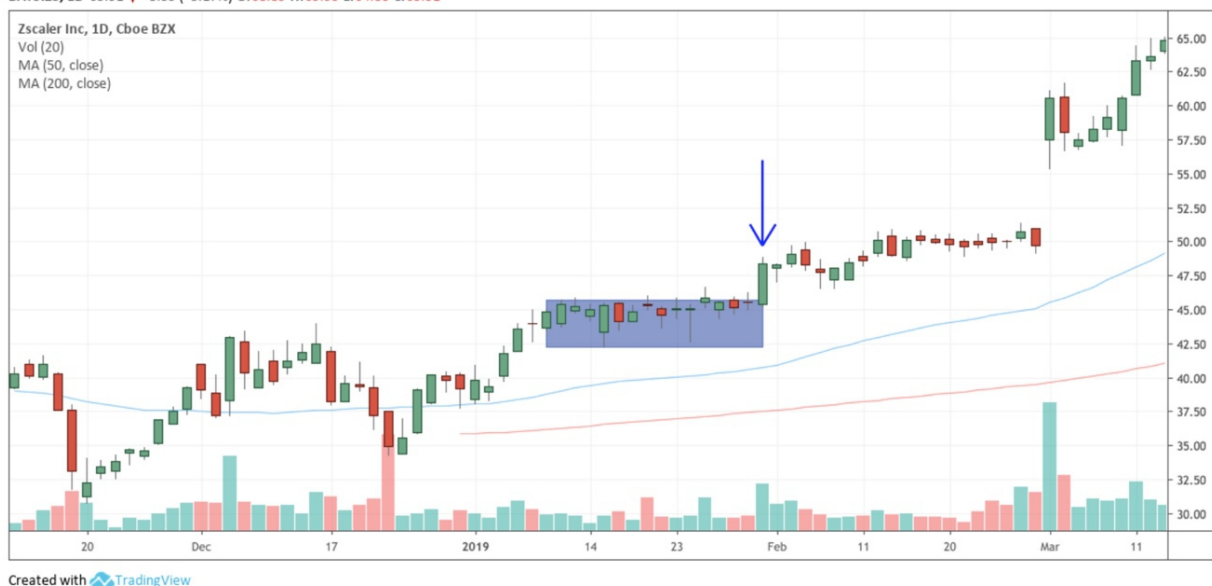 Zscaler Inc, 1D, Cboe BZX
Vol (20)
MA (50, close)
MA (200, close)
65.00
62.50
60.00
57.50
55.00
52.50
50.00
47.50
45.00
42.50
40.00
37.50
35.00
32.50
30.00
20 Dec 17 2019 14 23 Feb 11 20 Mar 11
Created with TradingView